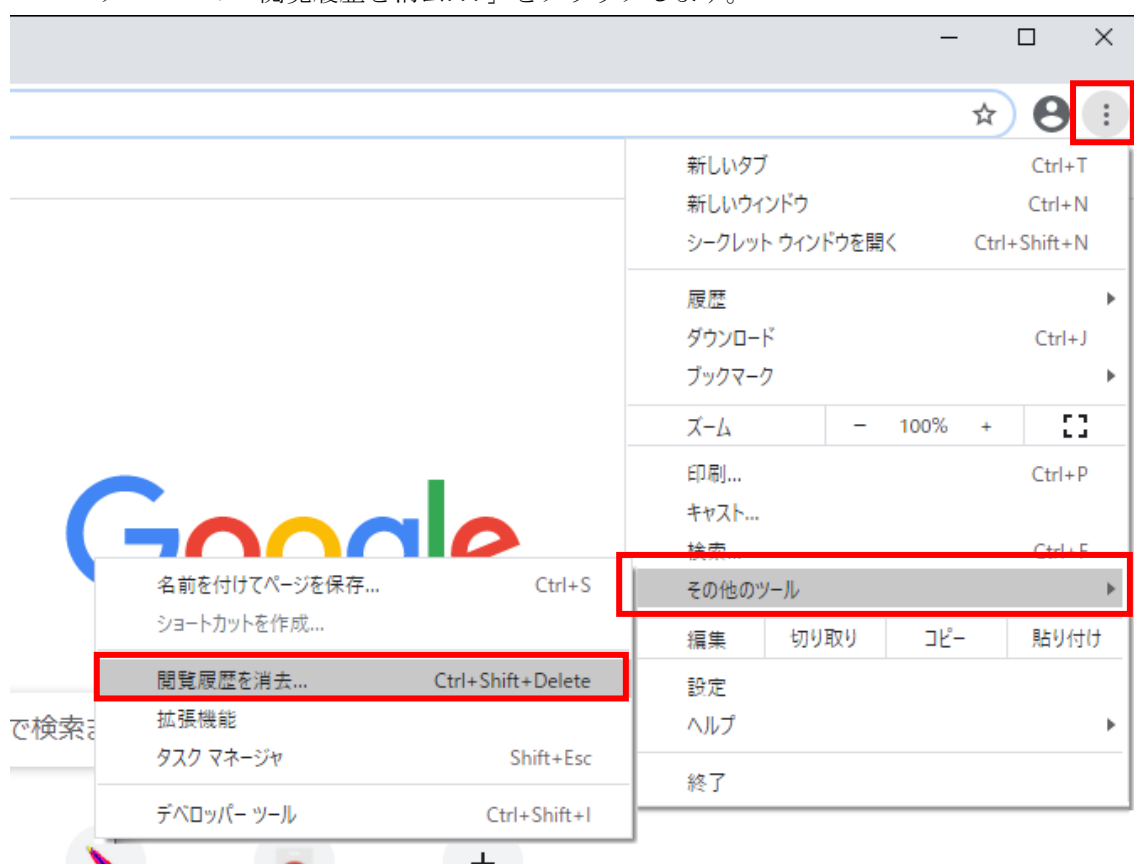 新しいタブ Ctrl+T
新しいウィンドウ Ctrl+N
シークレット ウィンドウを開く Ctrl+Shift+N
履歴
ダウンロード Ctrl+J
ブックマーク
ズーム − 100% +
印刷... Ctrl+P
キャスト...
検索... Ctrl+F
その他のツール
編集 切り取り コピー 貼り付け
設定
ヘルプ
終了
Google
名前を付けてページを保存... Ctrl+S
ショートカットを作成...
閲覧履歴を消去... Ctrl+Shift+Delete
拡張機能
タスク マネージャ Shift+Esc
デベロッパー ツール Ctrl+Shift+I
で検索